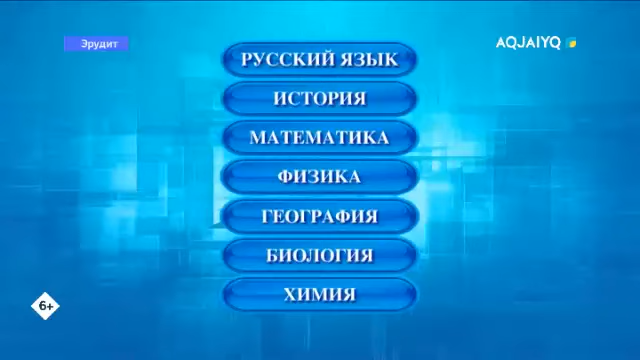 Эрудит
AQJAIYQ
РУССКИЙ ЯЗЫК
ИСТОРИЯ
МАТЕМАТИКА
ФИЗИКА
ГЕОГРАФИЯ
БИОЛОГИЯ
ХИМИЯ
6+